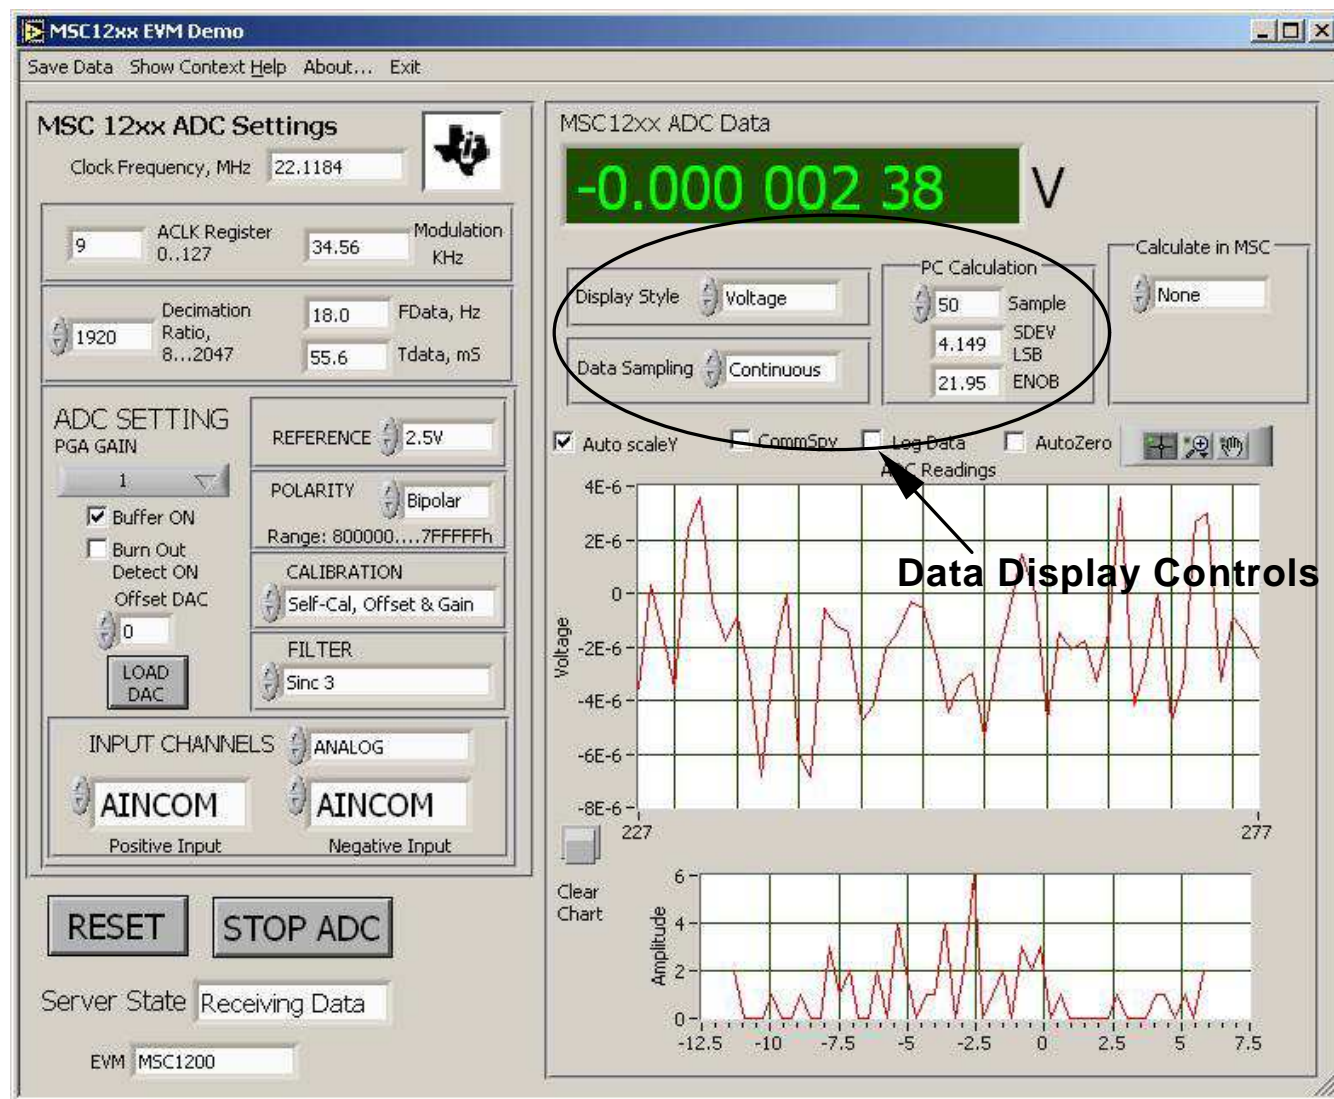 MSC12xx EVM Demo
Save Data Show Context Help About... Exit
MSC 12xx ADC Settings
Clock Frequency, MHz 22.1184
9 ACLK Register 0..127 34.56 Modulation KHz
1920 Decimation Ratio, 8...2047
18.0 FData, Hz
55.6 Tdata, mS
ADC SETTING
PGA GAIN
1
Buffer ON
Burn Out
Detect ON
Offset DAC
0
LOAD
DAC
REFERENCE 2.5V
POLARITY Bipolar
Range: 800000....7FFFFFh
CALIBRATION
Self-Cal, Offset & Gain
FILTER
Sinc 3
INPUT CHANNELS ANALOG
AINCOM AINCOM
Positive Input Negative Input
RESET STOP ADC
Server State Receiving Data
EVM MSC1200
MSC12xx ADC Data
-0.000 002 38 V
Display Style Voltage
Data Sampling Continuous
PC Calculation
50 Sample
4.149 SDEV LSB
21.95 ENOB
Calculate in MSC
None
Auto scaleY CommSpy Log Data AutoZero
ADC Readings
Data Display Controls
Voltage
4E-6
2E-6
0
-2E-6
-4E-6
-6E-6
-8E-6
227 277
Clear
Chart
Amplitude
6
4
2
0
-12.5 -10 -7.5 -5 -2.5 0 2.5 5 7.5